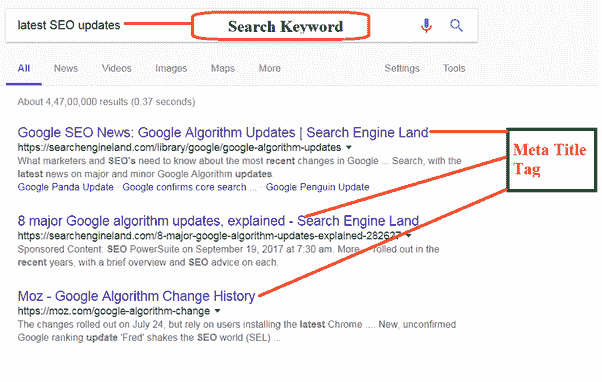 latest SEO updates
Search Keyword
All News Videos Images Maps More Settings Tools
About 4,47,00,000 results (0.37 seconds)
Google SEO News: Google Algorithm Updates | Search Engine Land
https://searchengineland.com/library/google/google-algorithm-updates
What marketers and SEO's need to know about the most recent changes in Google ... Search, with the
latest news on major and minor Google Algorithm updates.
Google Panda Update · Google confirms core search ... · Google Penguin Update
Meta Title
Tag
8 major Google algorithm updates, explained - Search Engine Land
https://searchengineland.com/8-major-google-algorithm-updates-explained-282627
Sponsored Content: SEO PowerSuite on September 19, 2017 at 7:30 am. More ... rolled out in the
recent years, with a brief overview and SEO advice on each.
Moz - Google Algorithm Change History
https://moz.com/google-algorithm-change
The changes rolled out on July 24, but rely on users installing the latest Chrome .... New, unconfirmed
Google ranking update 'Fred' shakes the SEO world (SEL) ...